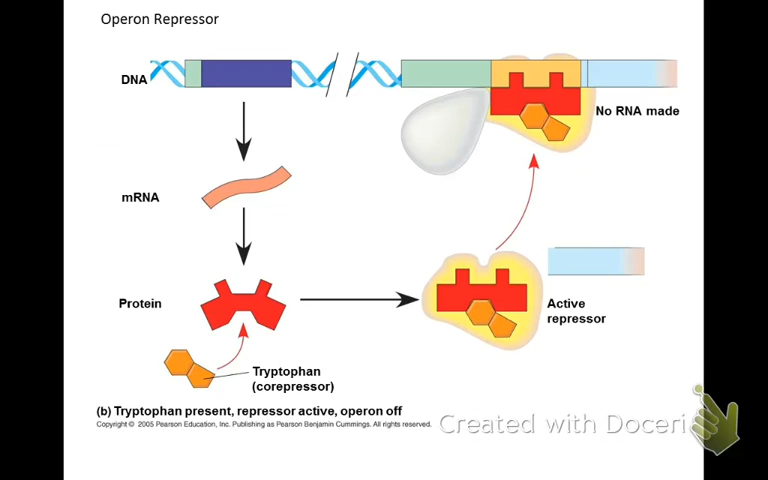 Operon Repressor
DNA
No RNA made
mRNA
Protein
Active
repressor
Tryptophan
(corepressor)
(b) Tryptophan present, repressor active, operon off
Copyright © 2005 Pearson Education, Inc. Publishing as Pearson Benjamin Cummings. All rights reserved.
Created with Doceri